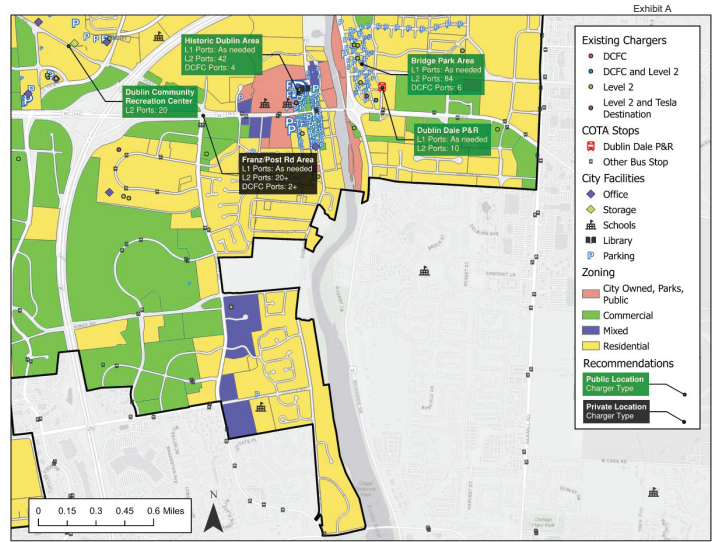 Exhibit A
Historic Dublin Area
L1 Ports: As needed
L2 Ports: 42
DCFC Ports: 4
Bridge Park Area
L1 Ports: As needed
L2 Ports: 84
DCFC Ports: 6
Dublin Community
Recreation Center
L2 Ports: 20
Dublin Dale P&R
L1 Ports: As needed
L2 Ports: 10
Franz/Post Rd Area
L1 Ports: As needed
L2 Ports: 20+
DCFC Ports: 2+
Existing Chargers
DCFC
DCFC and Level 2
Level 2
Level 2 and Tesla
Destination
COTA Stops
Dublin Dale P&R
Other Bus Stop
City Facilities
Office
Storage
Schools
Library
Parking
Zoning
City Owned, Parks,
Public
Commercial
Mixed
Residential
Recommendations
Public Location
Charger Type
Private Location
Charger Type
N
0 0.15 0.3 0.45 0.6 Miles